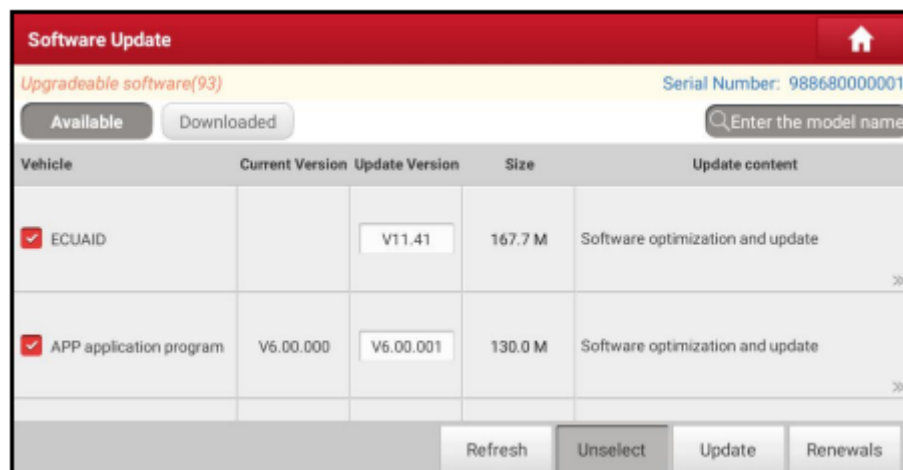 Software Update
Upgradeable software(93) Serial Number: 988680000001
Available Downloaded Enter the model name
Vehicle Current Version Update Version Size Update content
ECUAID V11.41 167.7 M Software optimization and update
APP application program V6.00.000 V6.00.001 130.0 M Software optimization and update
Refresh Unselect Update Renewals